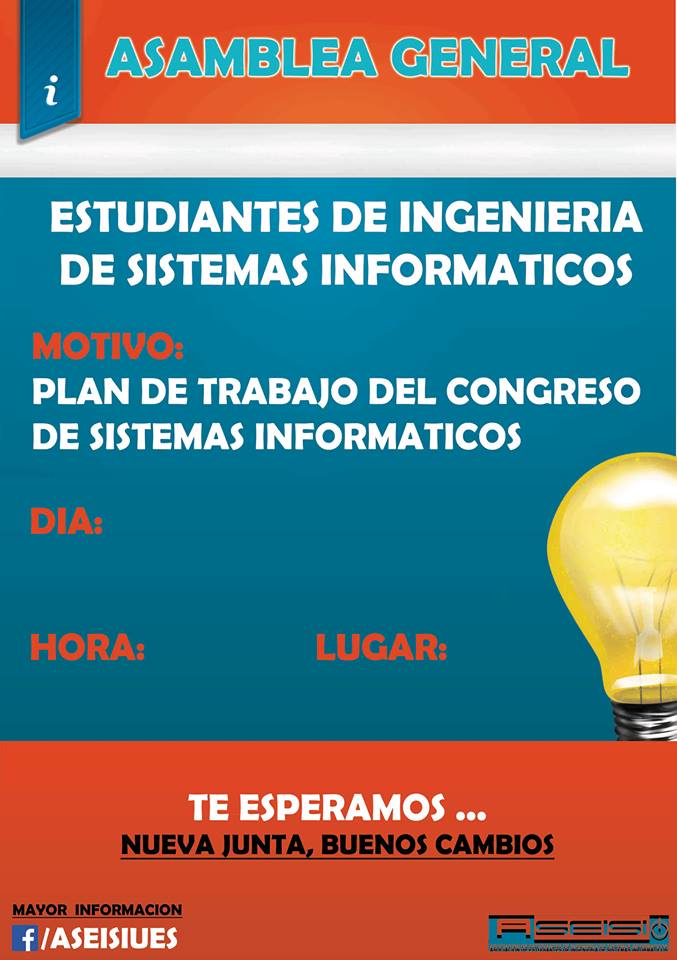 i
ASAMBLEA GENERAL
ESTUDIANTES DE INGENIERIA
DE SISTEMAS INFORMATICOS
MOTIVO:
PLAN DE TRABAJO DEL CONGRESO
DE SISTEMAS INFORMATICOS
DIA:
HORA: LUGAR:
TE ESPERAMOS ...
NUEVA JUNTA, BUENOS CAMBIOS
MAYOR INFORMACION
f/ASEISIUES
ASEISI